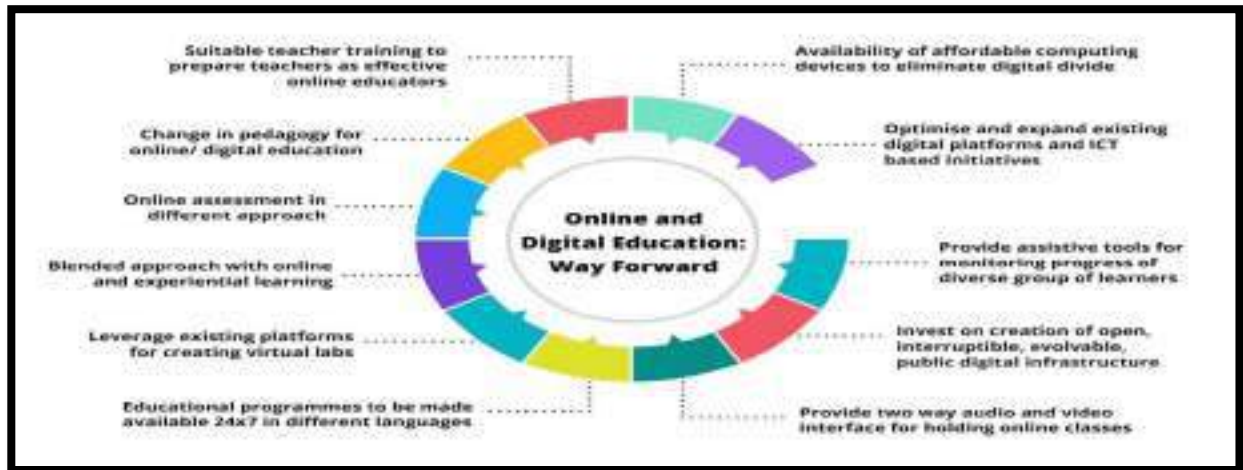 Suitable teacher training to
prepare teachers as effective
online educators
Change in pedagogy for
online/ digital education
Online assessment in
different approach
Blended approach with online
and experiential learning
Leverage existing platforms
for creating virtual labs
Educational programmes to be made
available 24x7 in different languages
Online and
Digital Education:
Way Forward
Availability of affordable computing
devices to eliminate digital divide
Optimise and expand existing
digital platforms and ICT
based initiatives
Provide assistive tools for
monitoring progress of
diverse group of learners
Invest on creation of open,
interruptible, evolvable,
public digital infrastructure
Provide two way audio and video
interface for holding online classes